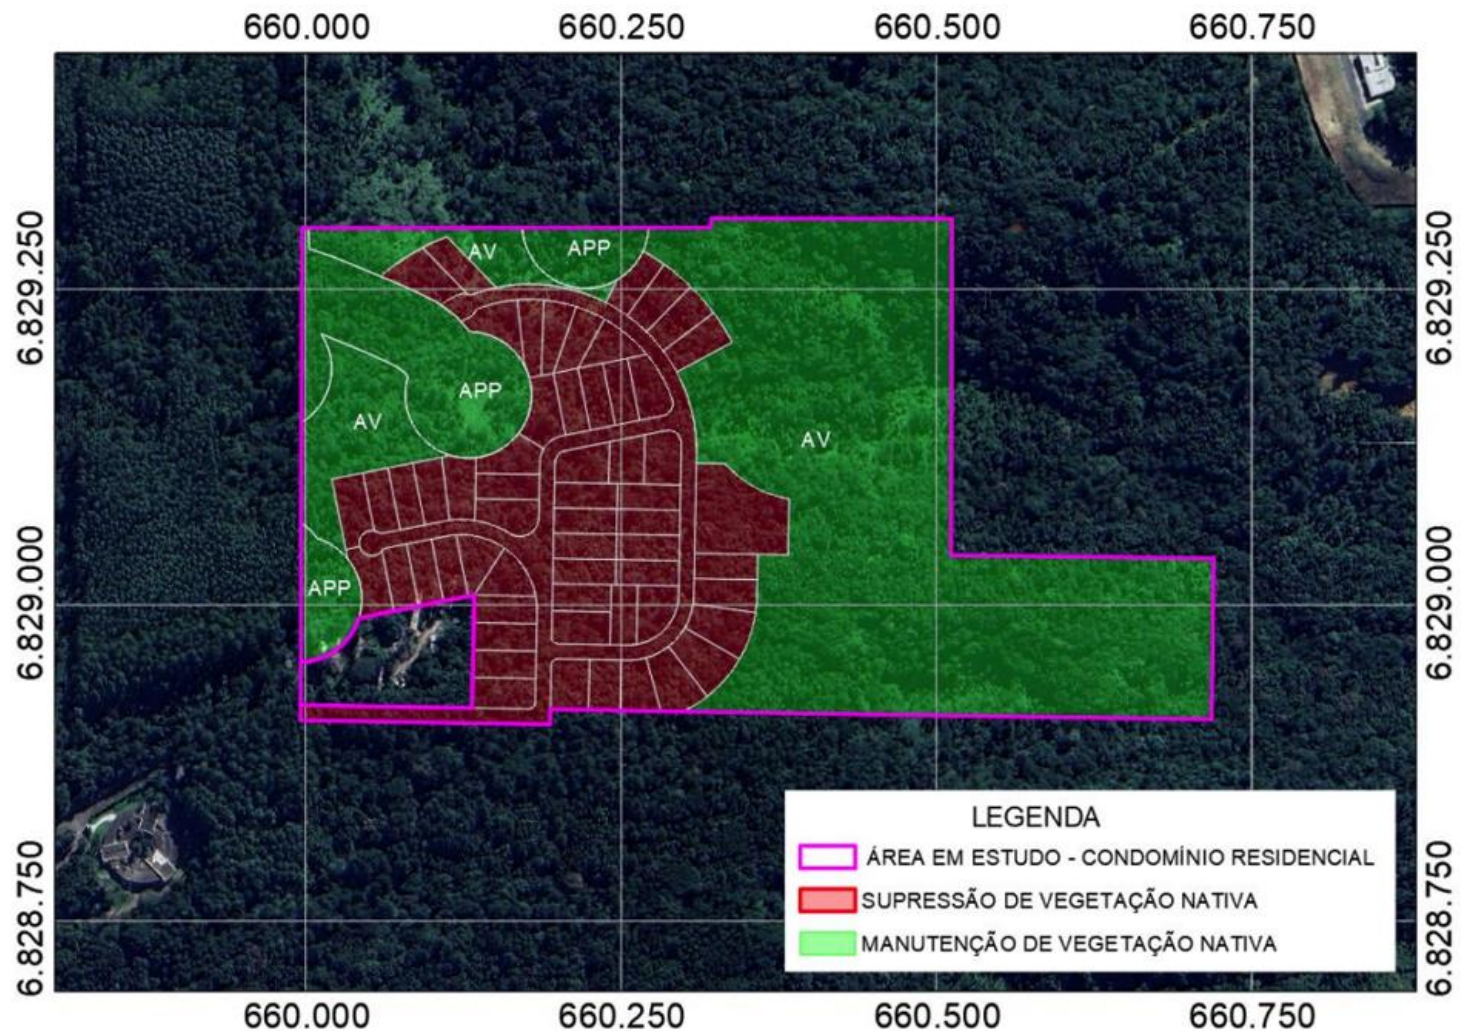 660.000 660.250 660.500 660.750
6.829.250
6.829.250
AV
APP
APP
AV
AV
6.829.000
6.829.000
APP
LEGENDA
ÁREA EM ESTUDO - CONDOMÍNIO RESIDENCIAL
SUPRESSÃO DE VEGETAÇÃO NATIVA
MANUTENÇÃO DE VEGETAÇÃO NATIVA
6.828.750
6.828.750
660.000 660.250 660.500 660.750